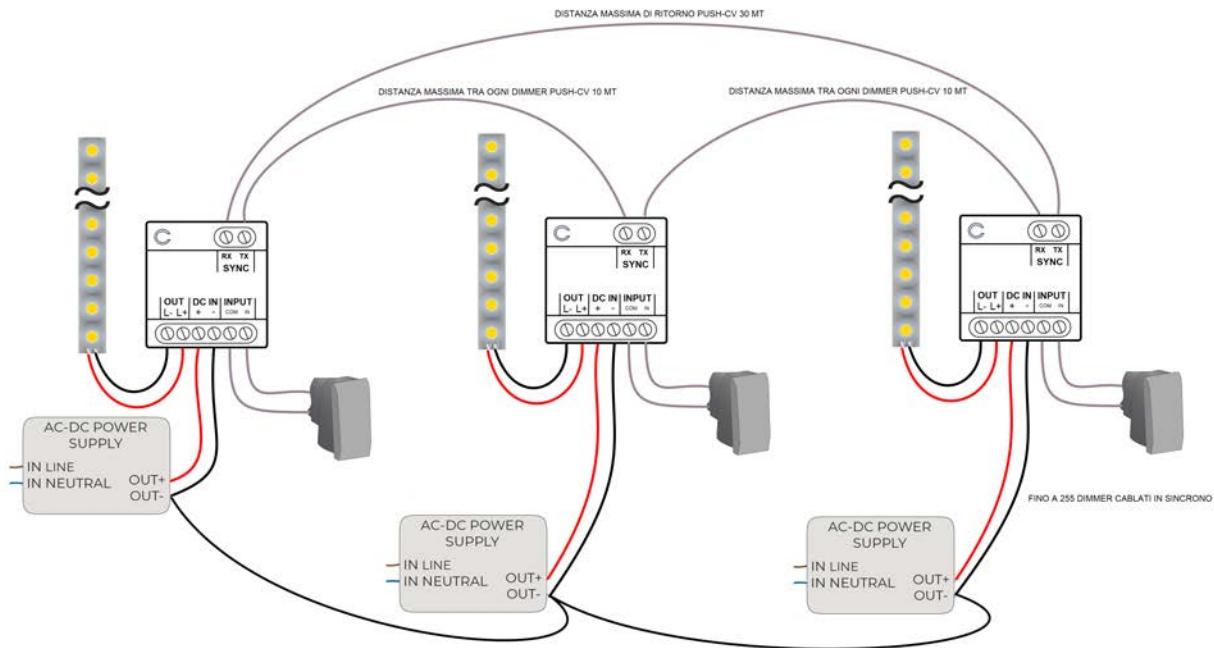 DISTANZA MASSIMA DI RITORNO PUSH-CV 30 MT
DISTANZA MASSIMA TRA OGNI DIMMER PUSH-CV 10 MT
DISTANZA MASSIMA TRA OGNI DIMMER PUSH-CV 10 MT
RX TX
SYNC
OUT DC IN INPUT
L- L+ + - COM IN
RX TX
SYNC
OUT DC IN INPUT
L- L+ + - COM IN
RX TX
SYNC
OUT DC IN INPUT
L- L+ + - COM IN
AC-DC POWER
SUPPLY
IN LINE
IN NEUTRAL OUT+
OUT-
AC-DC POWER
SUPPLY
IN LINE
IN NEUTRAL OUT+
OUT-
AC-DC POWER
SUPPLY
IN LINE
IN NEUTRAL OUT+
OUT-
FINO A 255 DIMMER CABLATI IN SINCRONO